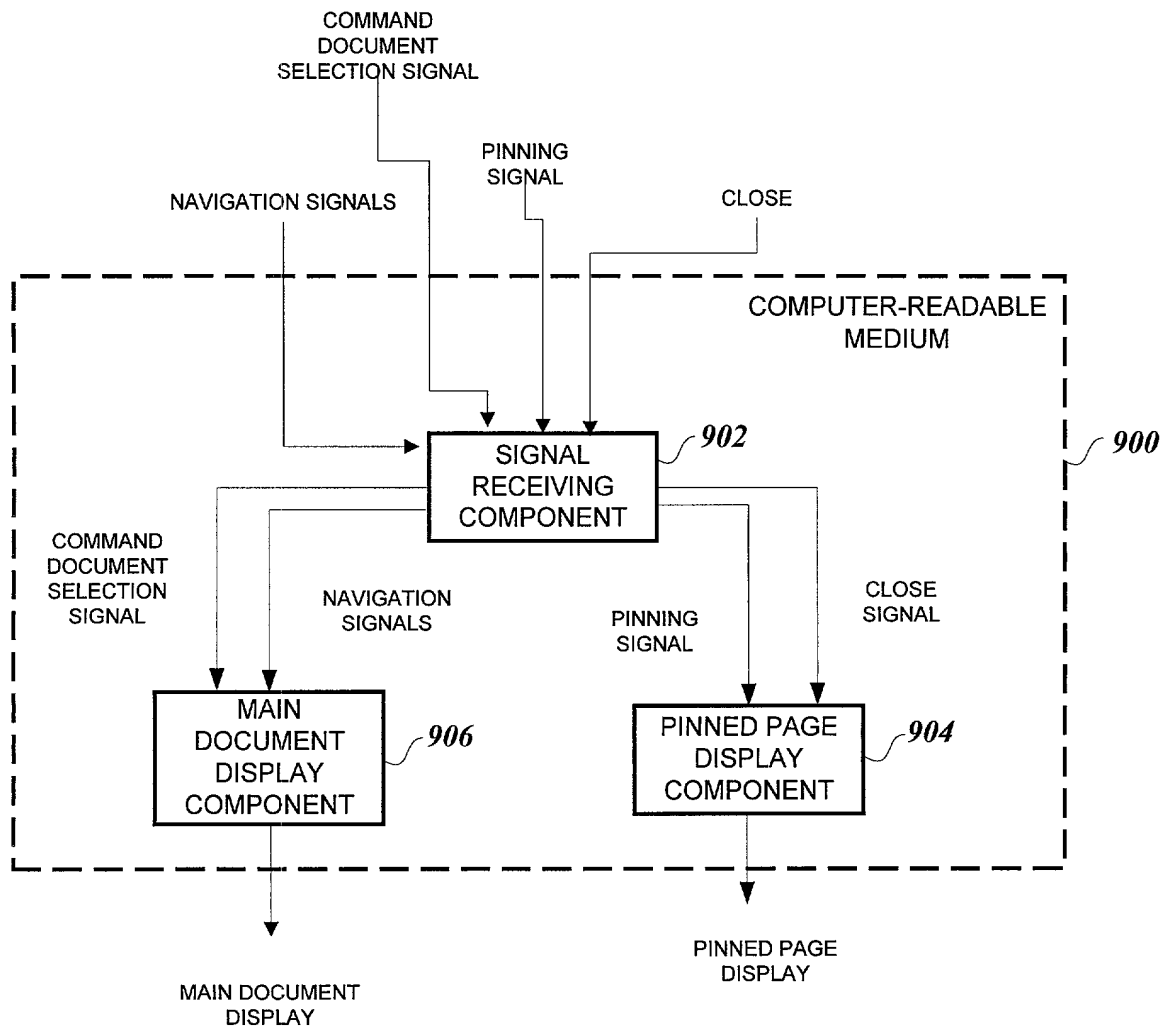 COMMAND
DOCUMENT
SELECTION SIGNAL
PINNING
SIGNAL
NAVIGATION SIGNALS
CLOSE
COMPUTER-READABLE
MEDIUM
902
900
SIGNAL
RECEIVING
COMPONENT
COMMAND
DOCUMENT
SELECTION
SIGNAL
NAVIGATION
SIGNALS
PINNING
SIGNAL
CLOSE
SIGNAL
MAIN
DOCUMENT
DISPLAY
COMPONENT
906
PINNED PAGE
DISPLAY
COMPONENT
904
MAIN DOCUMENT
DISPLAY
PINNED PAGE
DISPLAY